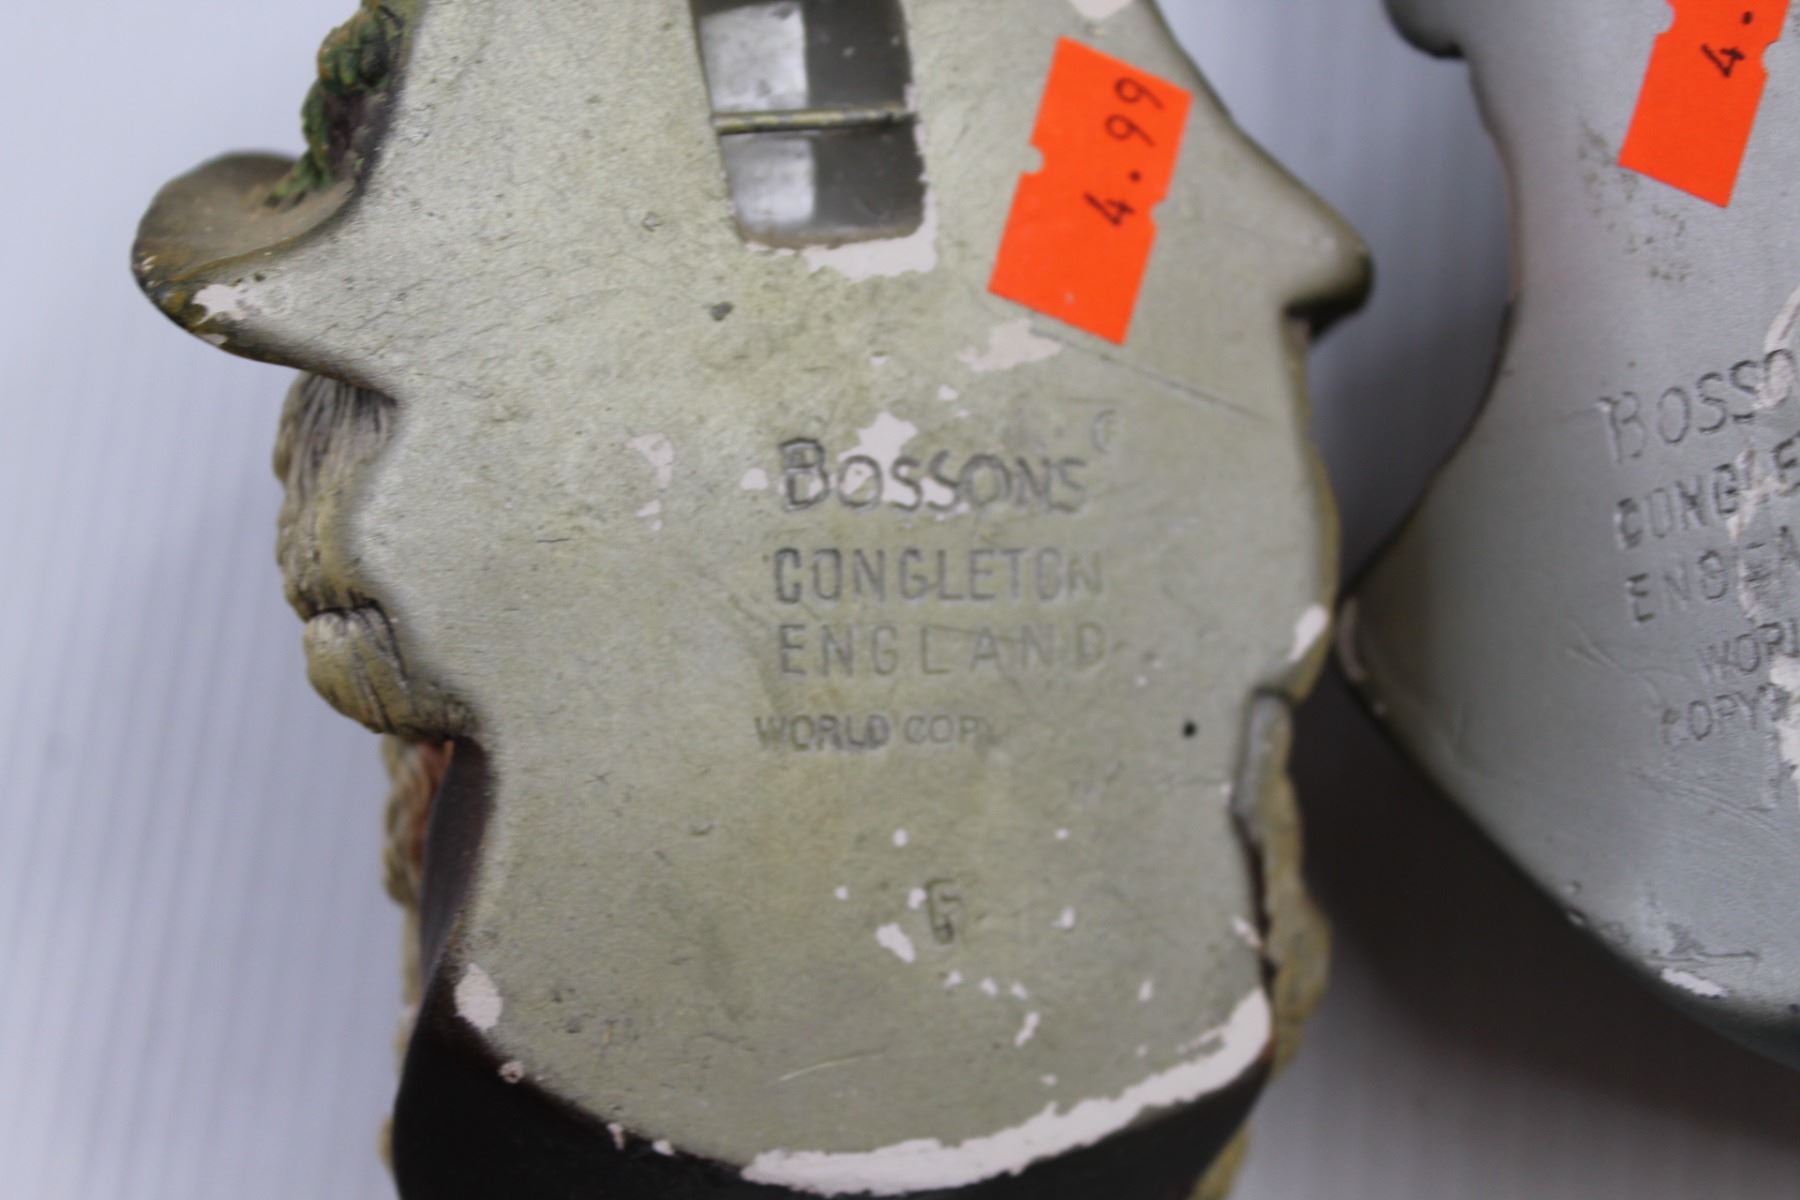 4.99
BOSSONS
CONGLETON
ENGLAND
WORLD COPY
G
4.
BOSSO
CONGLE
ENGLA
WORL
COPY